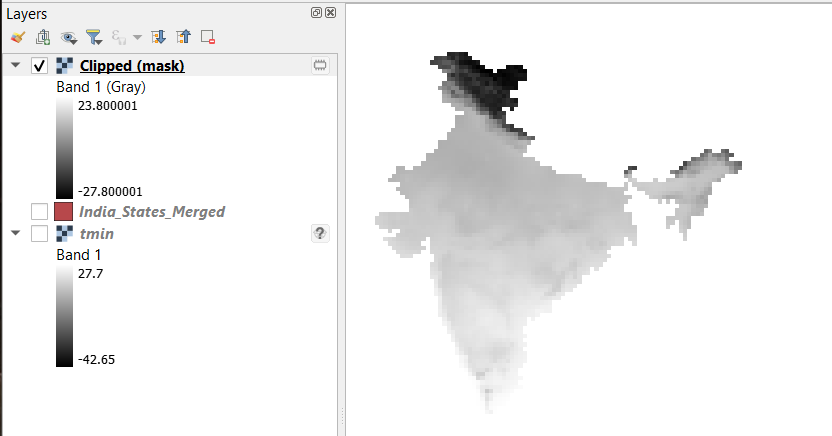 Layers
Clipped (mask)
Band 1 (Gray)
23.800001
-27.800001
India_States_Merged
tmin
?
Band 1
27.7
-42.65